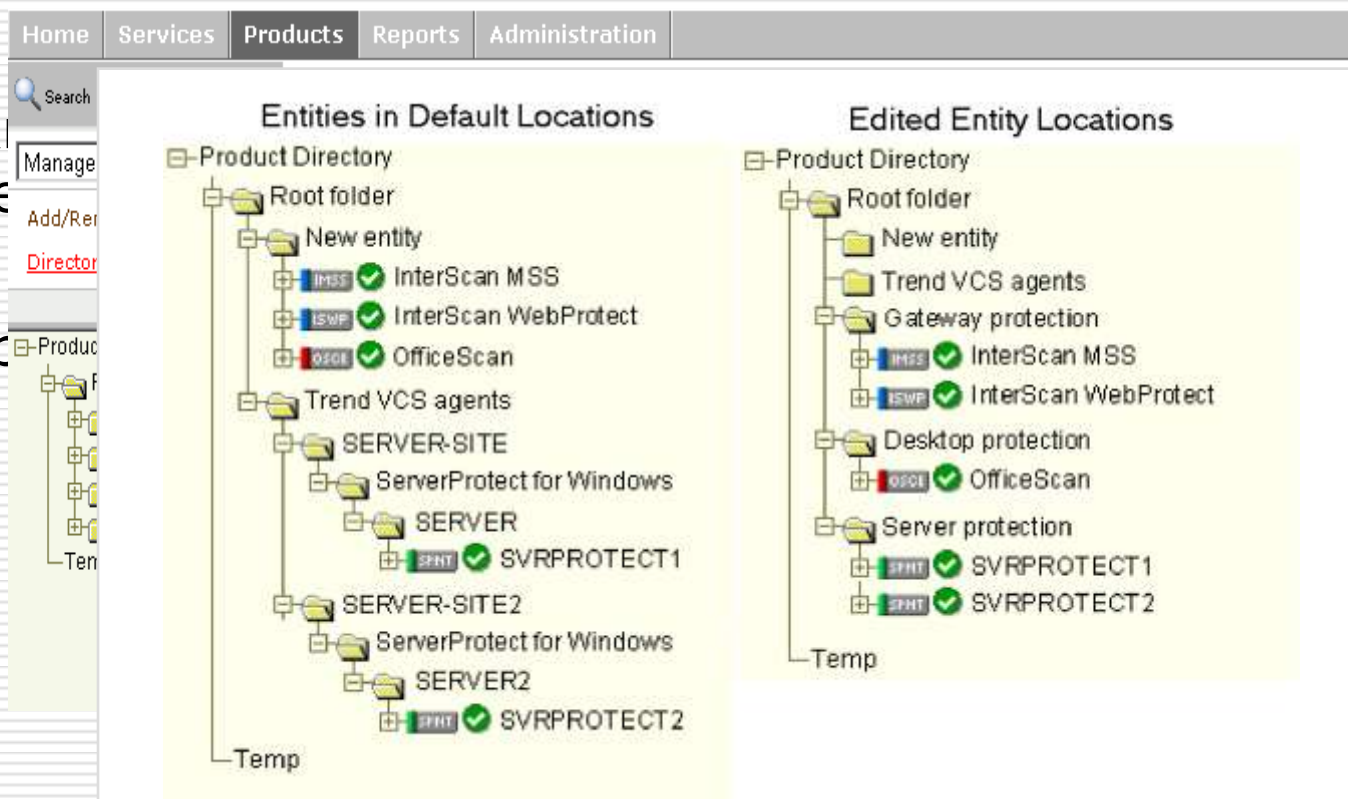 Home Services Products Reports Administration
Search
Manage
Add/Rer
Director
Produc
Tem
Entities in Default Locations
Product Directory
Root folder
New entity
IMSS InterScan MSS
ISWP InterScan WebProtect
OSCE OfficeScan
Trend VCS agents
SERVER-SITE
ServerProtect for Windows
SERVER
SPNT SVRPROTECT1
SERVER-SITE2
ServerProtect for Windows
SERVER2
SPNT SVRPROTECT2
Temp
Edited Entity Locations
Product Directory
Root folder
New entity
Trend VCS agents
Gateway protection
IMSS InterScan MSS
ISWP InterScan WebProtect
Desktop protection
OSCE OfficeScan
Server protection
SPNT SVRPROTECT1
SPNT SVRPROTECT2
Temp